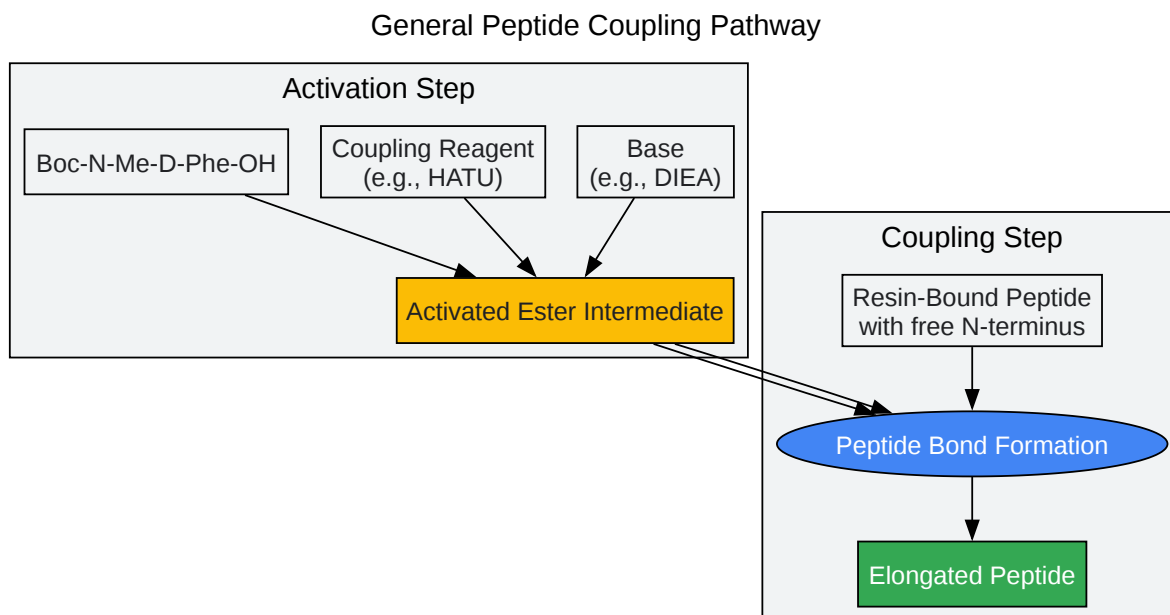 General Peptide Coupling Pathway
Activation Step
Boc-N-Me-D-Phe-OH
Coupling Reagent
(e.g., HATU)
Base
(e.g., DIEA)
Activated Ester Intermediate
Coupling Step
Resin-Bound Peptide
with free N-terminus
Peptide Bond Formation
Elongated Peptide